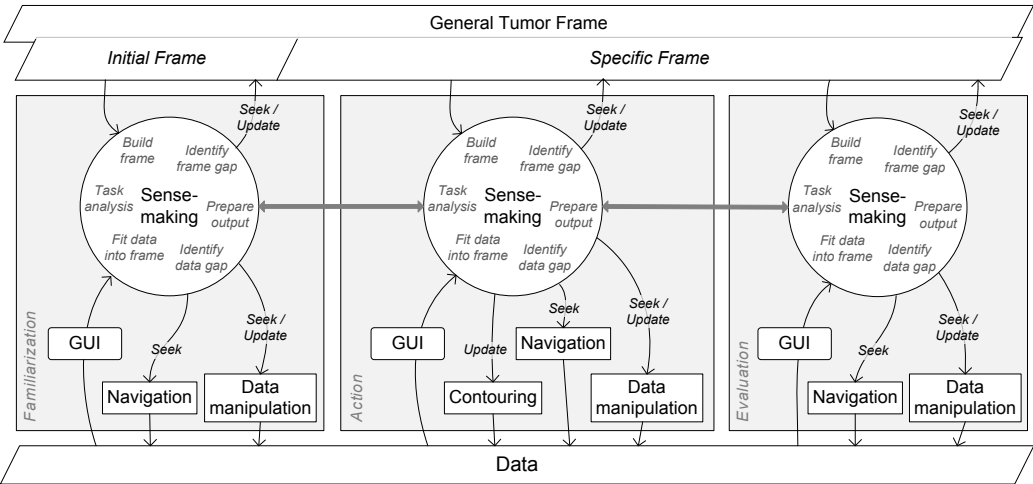 General Tumor Frame
Initial Frame
Specific Frame
Familiarization
Seek /
Update
Build
frame
Identify
frame gap
Task
analysis
Sense-
making
Prepare
output
Fit data
into frame
Identify
data gap
GUI
Seek
Seek /
Update
Navigation
Data
manipulation
Action
Seek /
Update
Build
frame
Identify
frame gap
Task
analysis
Sense-
making
Prepare
output
Fit data
into frame
Identify
data gap
GUI
Update
Seek
Seek /
Update
Navigation
Contouring
Data
manipulation
Evaluation
Seek /
Update
Build
frame
Identify
frame gap
Task
analysis
Sense-
making
Prepare
output
Fit data
into frame
Identify
data gap
GUI
Seek
Seek /
Update
Navigation
Data
manipulation
Data